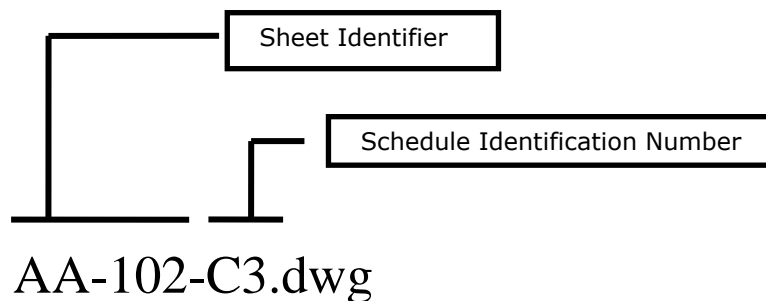 Sheet Identifier
Schedule Identification Number
AA-102-C3.dwg